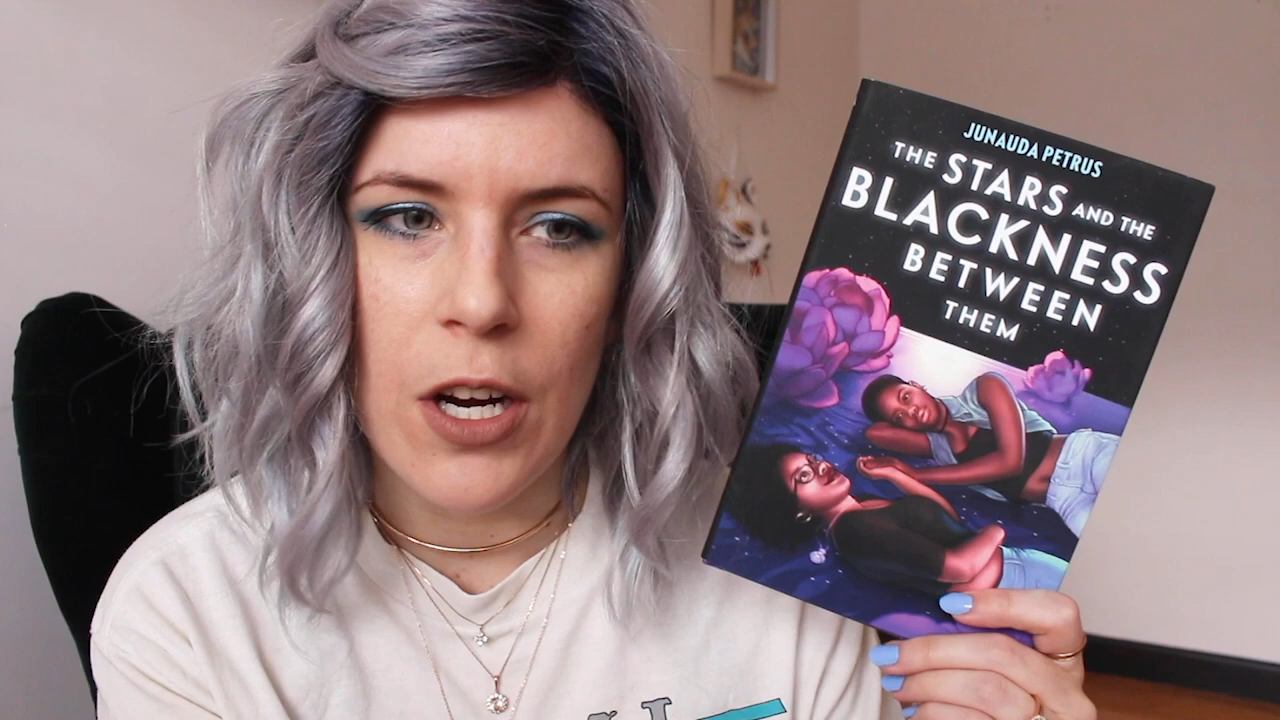 JUNAUDA PETRUS
THE STARS AND THE
BLACKNESS
BETWEEN
THEM